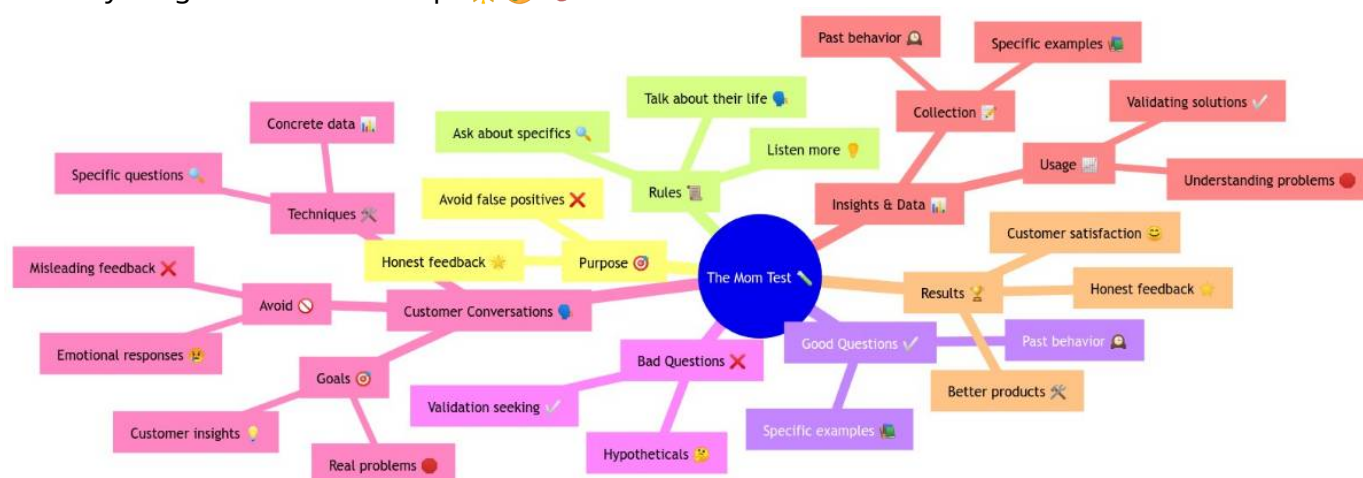 Past behavior 🕰️
Specific examples 📚
Talk about their life 🗣️
Validating solutions ✔️
Concrete data 📊
Collection 📝
Ask about specifics 🔍
Listen more 👂
Usage 📈
Specific questions 🔍
Understanding problems 🛑
Rules 📜
Avoid false positives ❌
Techniques 🛠️
Insights & Data 📊
Customer satisfaction 😊
Misleading feedback ❌
Honest feedback 🌟
Purpose 🎯
The Mom Test 🧪
Results 🏆
Honest feedback 🌟
Avoid 🚫
Customer Conversations 🗣️
Good Questions ✔️
Past behavior 🕰️
Emotional responses 😢
Bad Questions ❌
Goals 🎯
Better products 🛠️
Validation seeking ✔️
Customer insights 💡
Specific examples 📚
Hypotheticals 🤔
Real problems 🛑